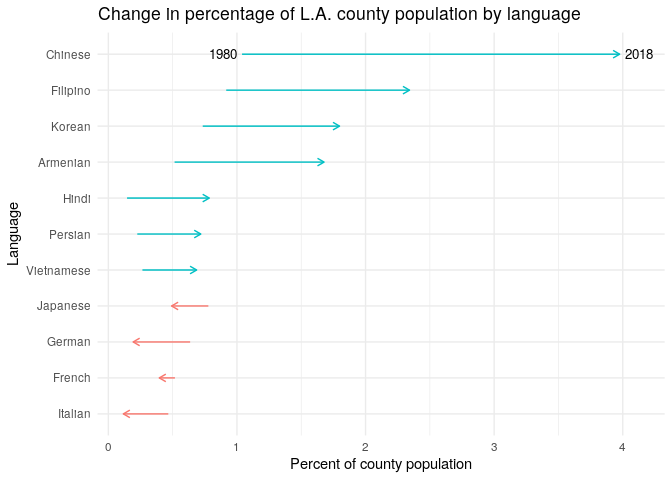 Change in percentage of L.A. county population by language
Language
Chinese
1980
2018
Filipino
Korean
Armenian
Hindi
Persian
Vietnamese
Japanese
German
French
Italian
0 1 2 3 4
Percent of county population